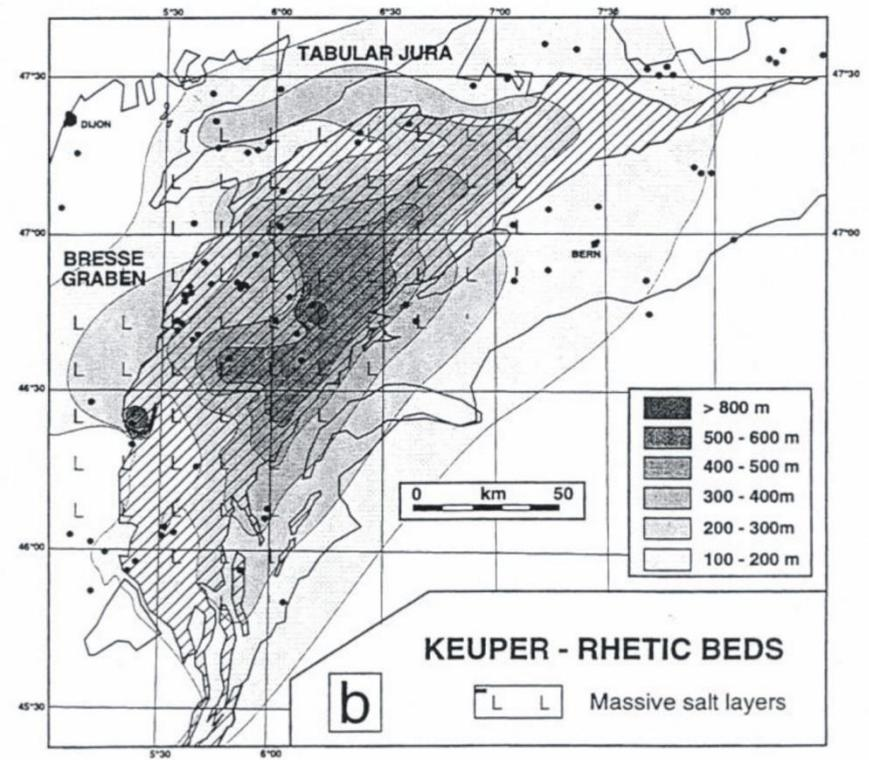 5°30 6°00 6°30 7°00 7°30 8°00
TABULAR JURA
47°30 47°30
DIJON
47°00 47°00
BRESSE
GRABEN
BERN
46°30
> 800 m
500 - 600 m
400 - 500 m
300 - 400m
200 - 300m
100 - 200 m
0 km 50
46°00
KEUPER - RHETIC BEDS
b
L L Massive salt layers
45°30
5°30 6°00